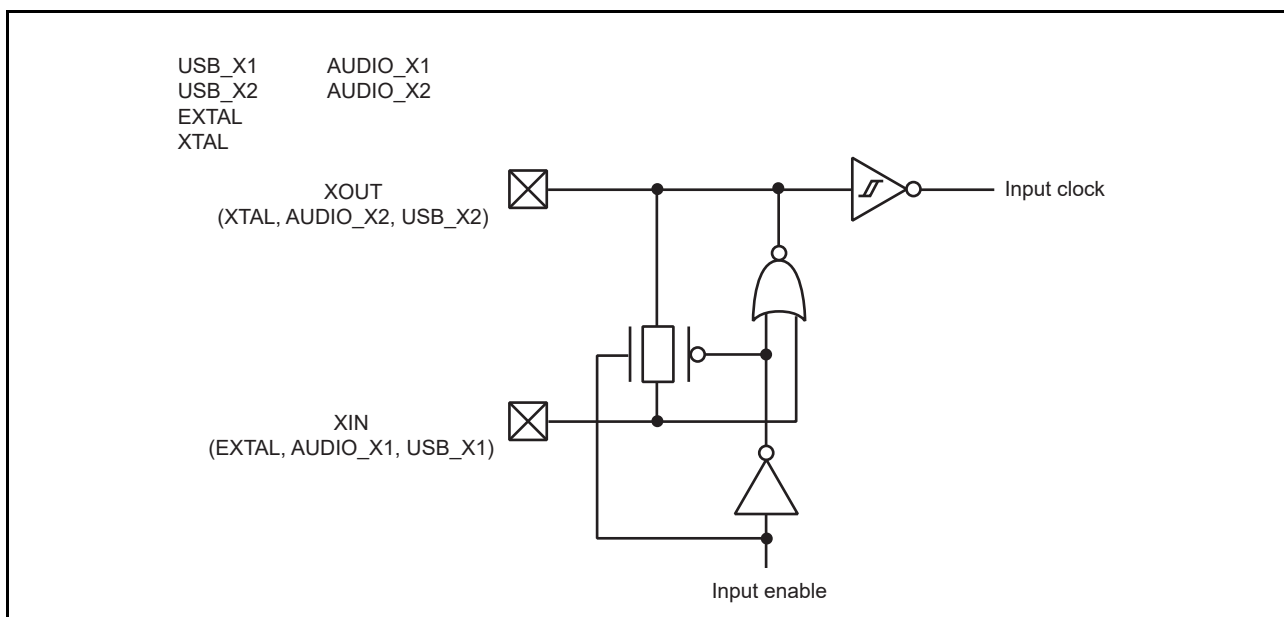 USB_X1 AUDIO_X1
USB_X2 AUDIO_X2
EXTAL
XTAL
XOUT
(XTAL, AUDIO_X2, USB_X2)
Input clock
XIN
(EXTAL, AUDIO_X1, USB_X1)
Input enable